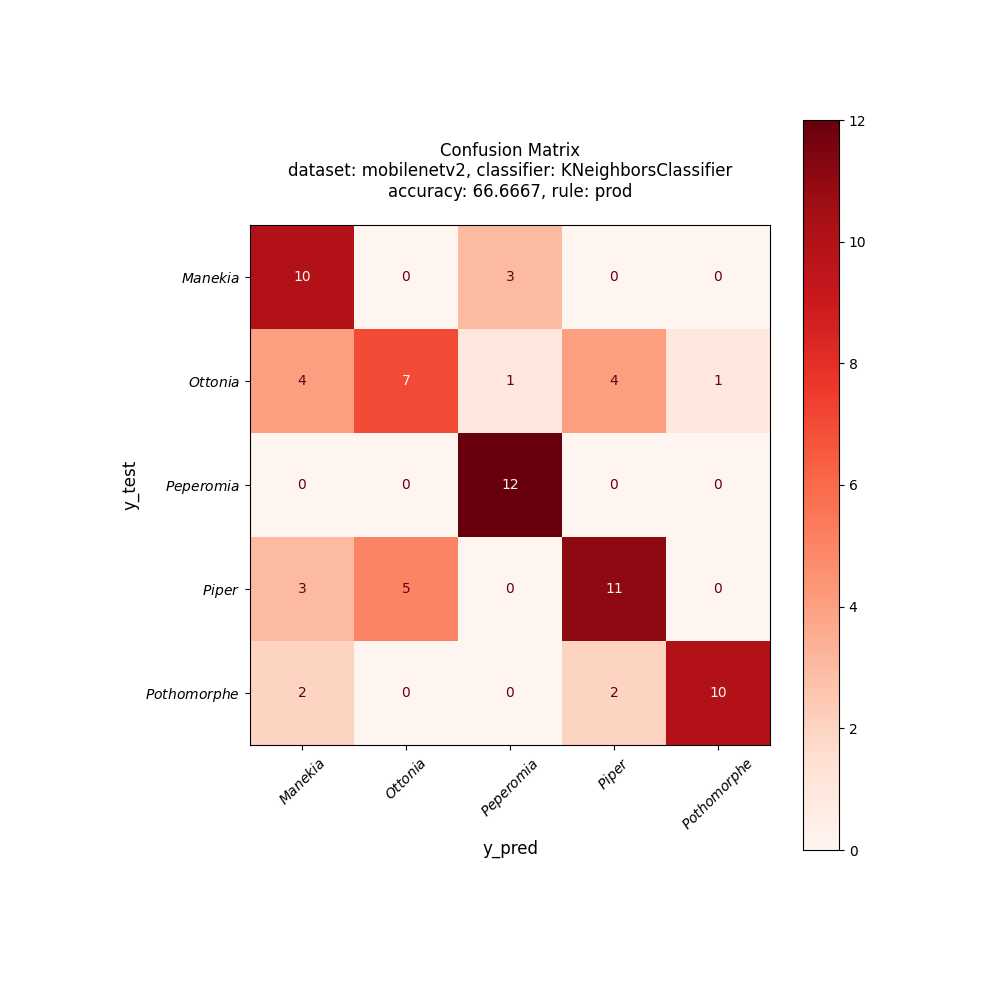 Confusion Matrix
dataset: mobilenetv2, classifier: KNeighborsClassifier
accuracy: 66.6667, rule: prod
y_test
Manekia 10 0 3 0 0
Ottonia 4 7 1 4 1
Peperomia 0 0 12 0 0
Piper 3 5 0 11 0
Pothomorphe 2 0 0 2 10
Manekia Ottonia Peperomia Piper Pothomorphe
y_pred
12
10
8
6
4
2
0